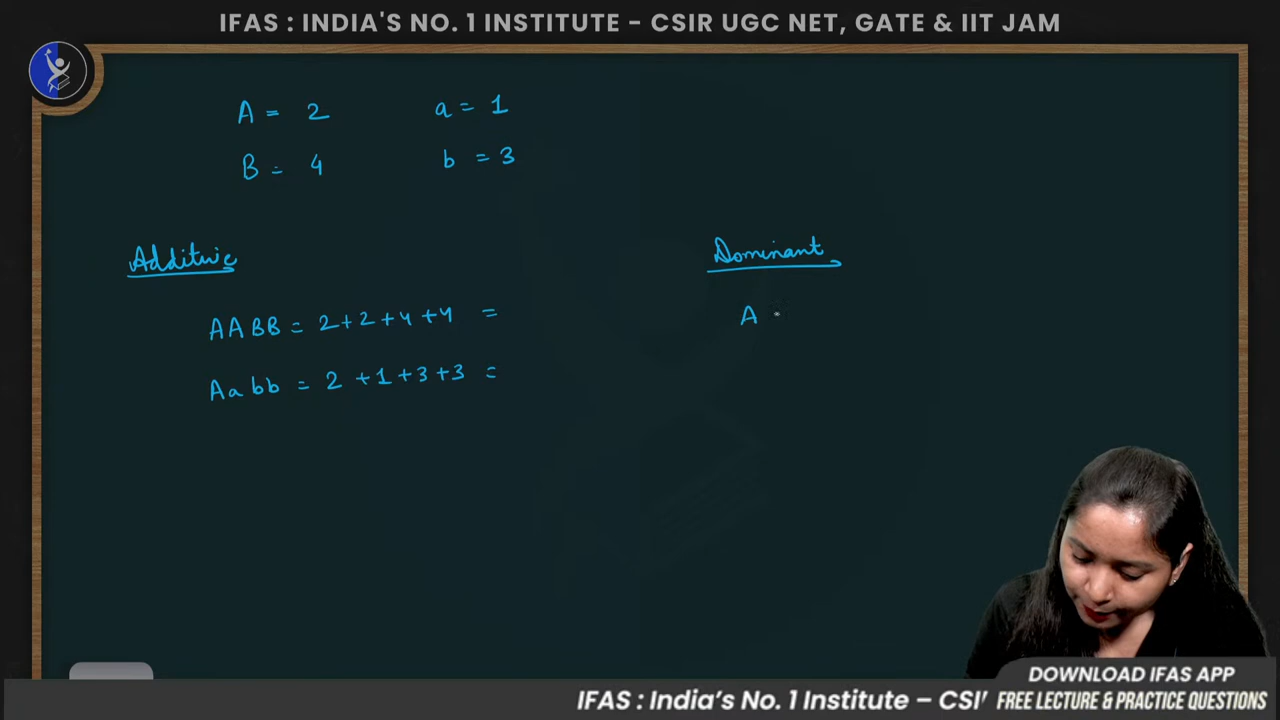 IFAS : INDIA'S NO. 1 INSTITUTE - CSIR UGC NET, GATE & IIT JAM
A = 2 a = 1
B = 4 b = 3
Additive
Dominant
AABB = 2+2+4+4 =
A
Aabb = 2+1+3+3 =
DOWNLOAD IFAS APP
IFAS : India's No. 1 Institute – CSI
FREE LECTURE & PRACTICE QUESTIONS